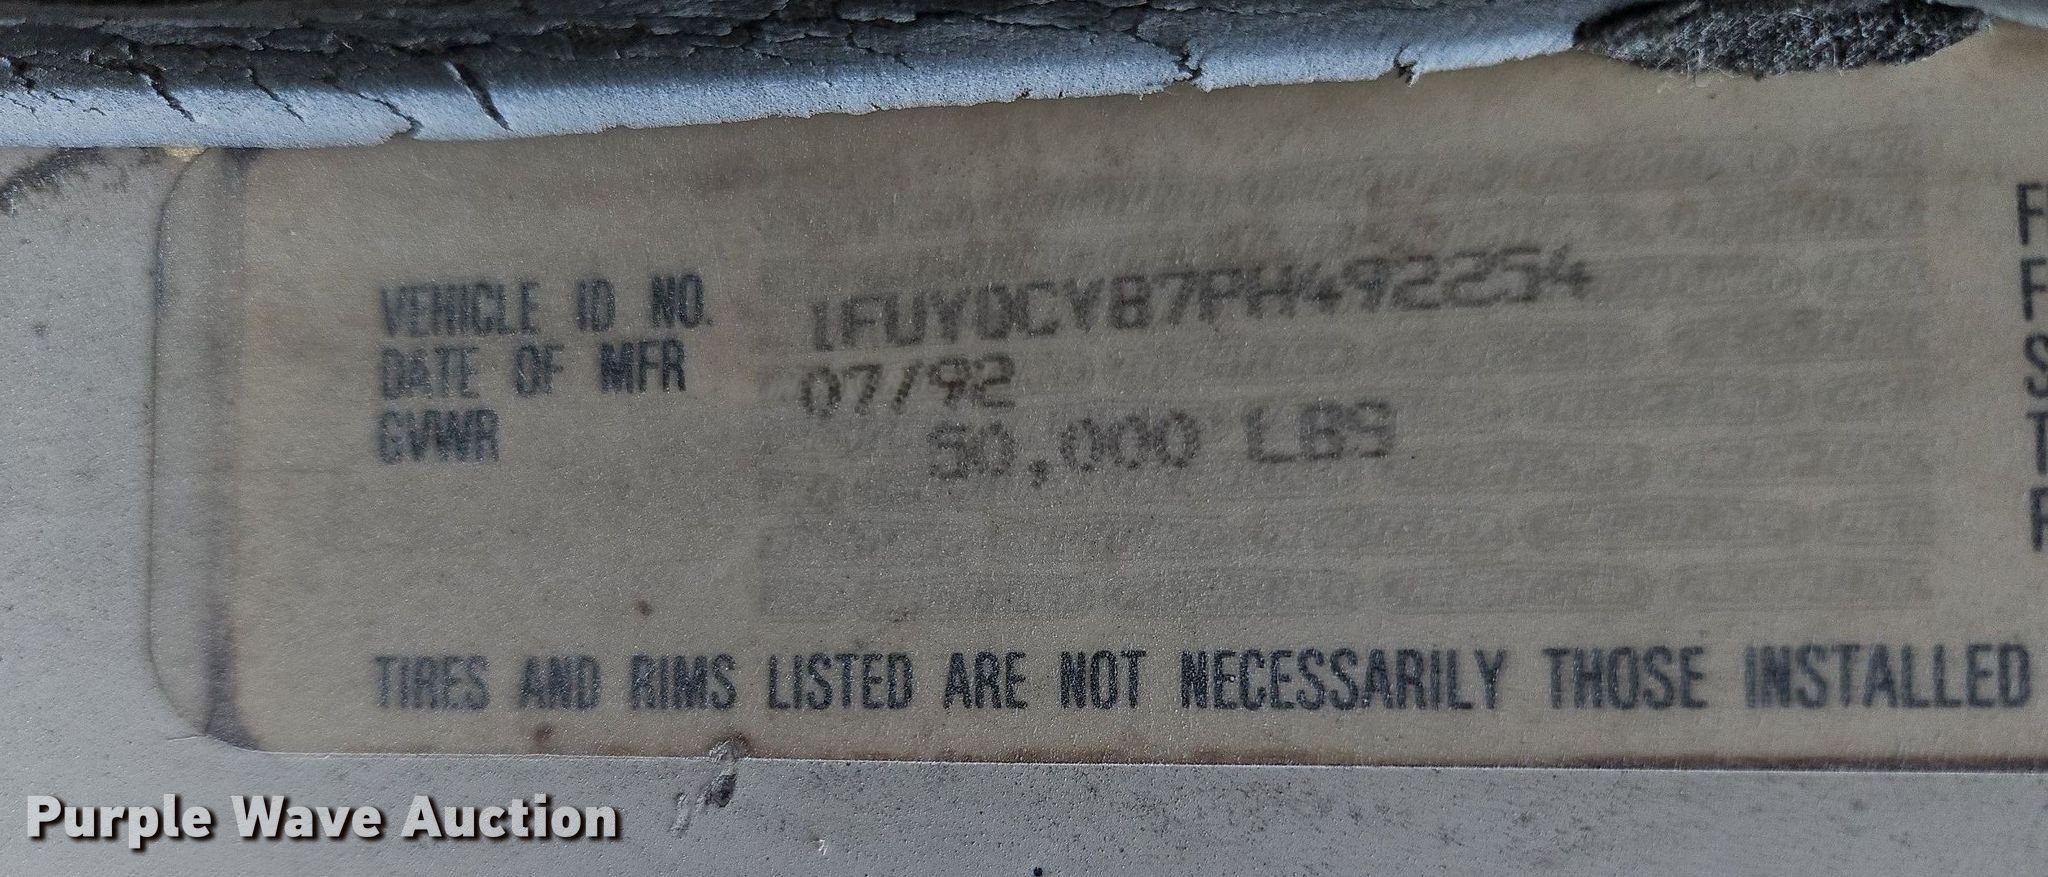 VEHICLE ID NO. 1FUYDCYB7PH492254
DATE OF MFR 07/92
GVWR 50,000 LBS
TIRES AND RIMS LISTED ARE NOT NECESSARILY THOSE INSTALLED
Purple Wave Auction